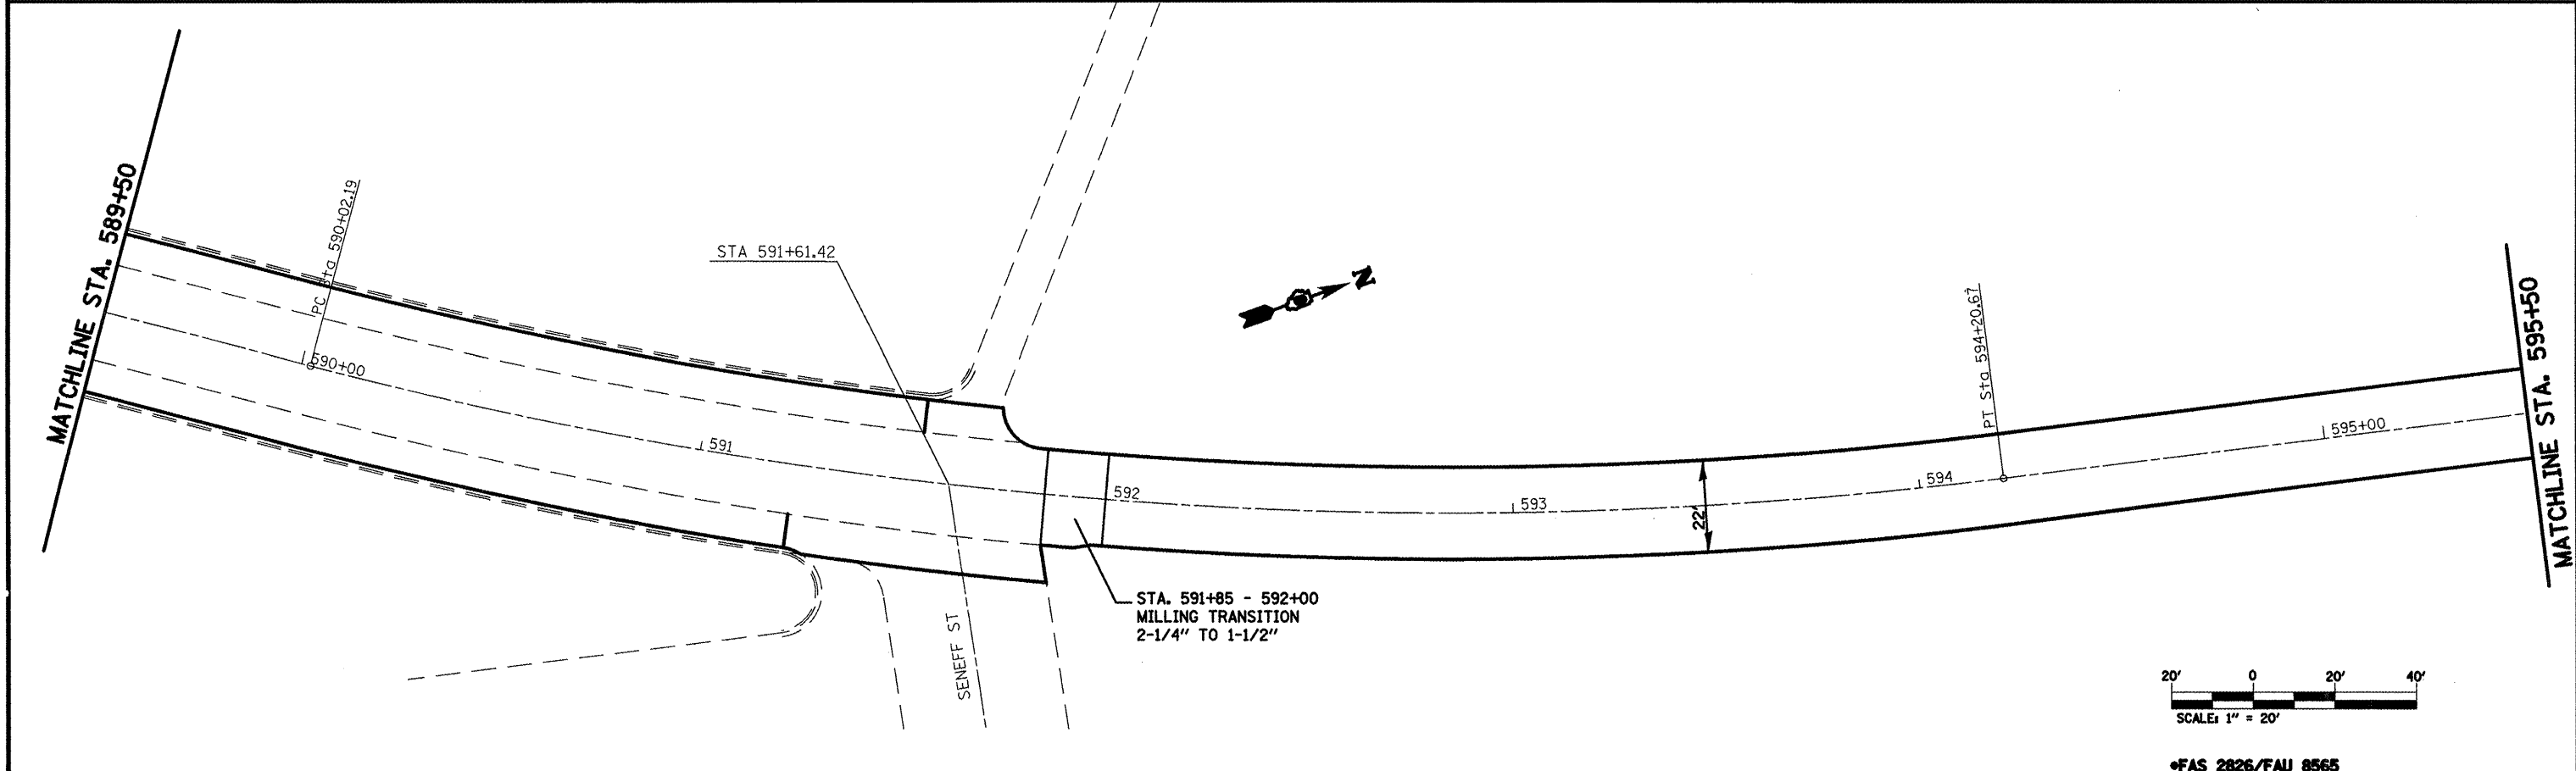 MATCHLINE STA. 589+50
PC Sta 590+02.19
590+00
STA 591+61.42
591
N
592
593
22'
PT Sta 594+20.67
594
595+00
MATCHLINE STA. 595+50
STA. 591+85 - 592+00
MILLING TRANSITION
2-1/4" TO 1-1/2"
SENEFF ST
20' 0 20' 40'
SCALE: 1" = 20'
•FAS 2826/FAU 8565